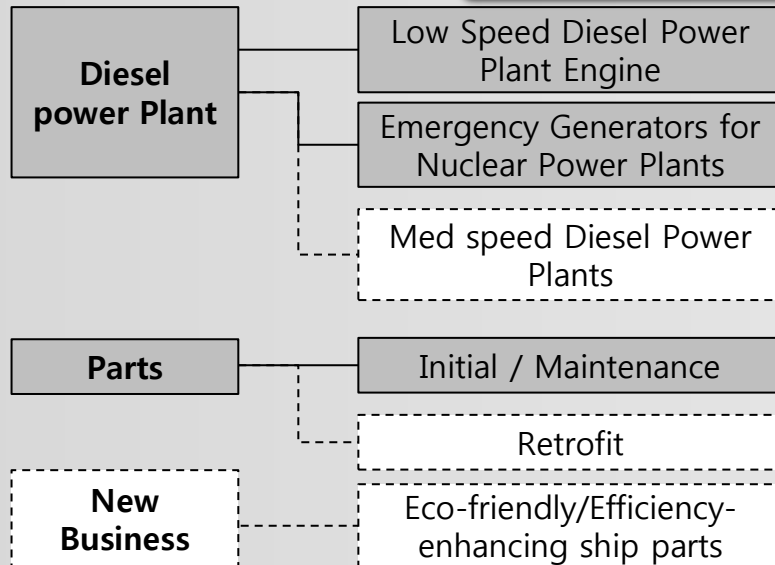 Diesel
power Plant
Low Speed Diesel Power
Plant Engine
Emergency Generators for
Nuclear Power Plants
Med speed Diesel Power
Plants
Parts
Initial / Maintenance
Retrofit
New
Business
Eco-friendly/Efficiency-
enhancing ship parts